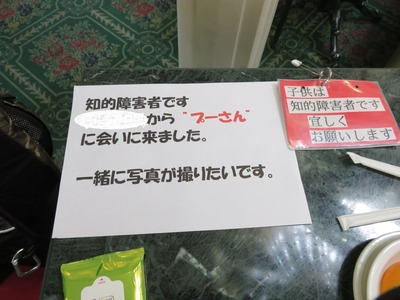 知的障害者です
から "プーさん"
に会いに来ました。
一緒に写真が撮りたいです。
子供は
知的障害者です
宜しく
お願いします